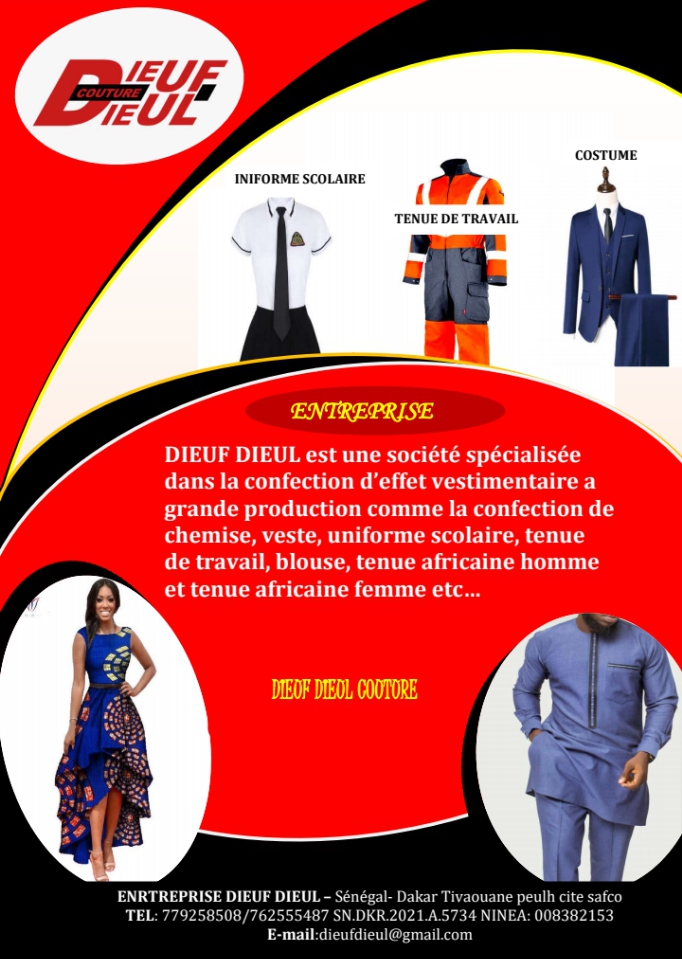 DIEUF
COUTURE
DIEUL
INIFORME SCOLAIRE
TENUE DE TRAVAIL
COSTUME
ENTREPRISE
DIEUF DIEUL est une société spécialisée
dans la confection d’effet vestimentaire a
grande production comme la confection de
chemise, veste, uniforme scolaire, tenue
de travail, blouse, tenue africaine homme
et tenue africaine femme etc…
DIEUF DIEUL COUTURE
ENRTREPRISE DIEUF DIEUL – Sénégal- Dakar Tivaouane peulh cite safco
TEL: 779258508/762555487 SN.DKR.2021.A.5734 NINEA: 008382153
E-mail:dieufdieul@gmail.com